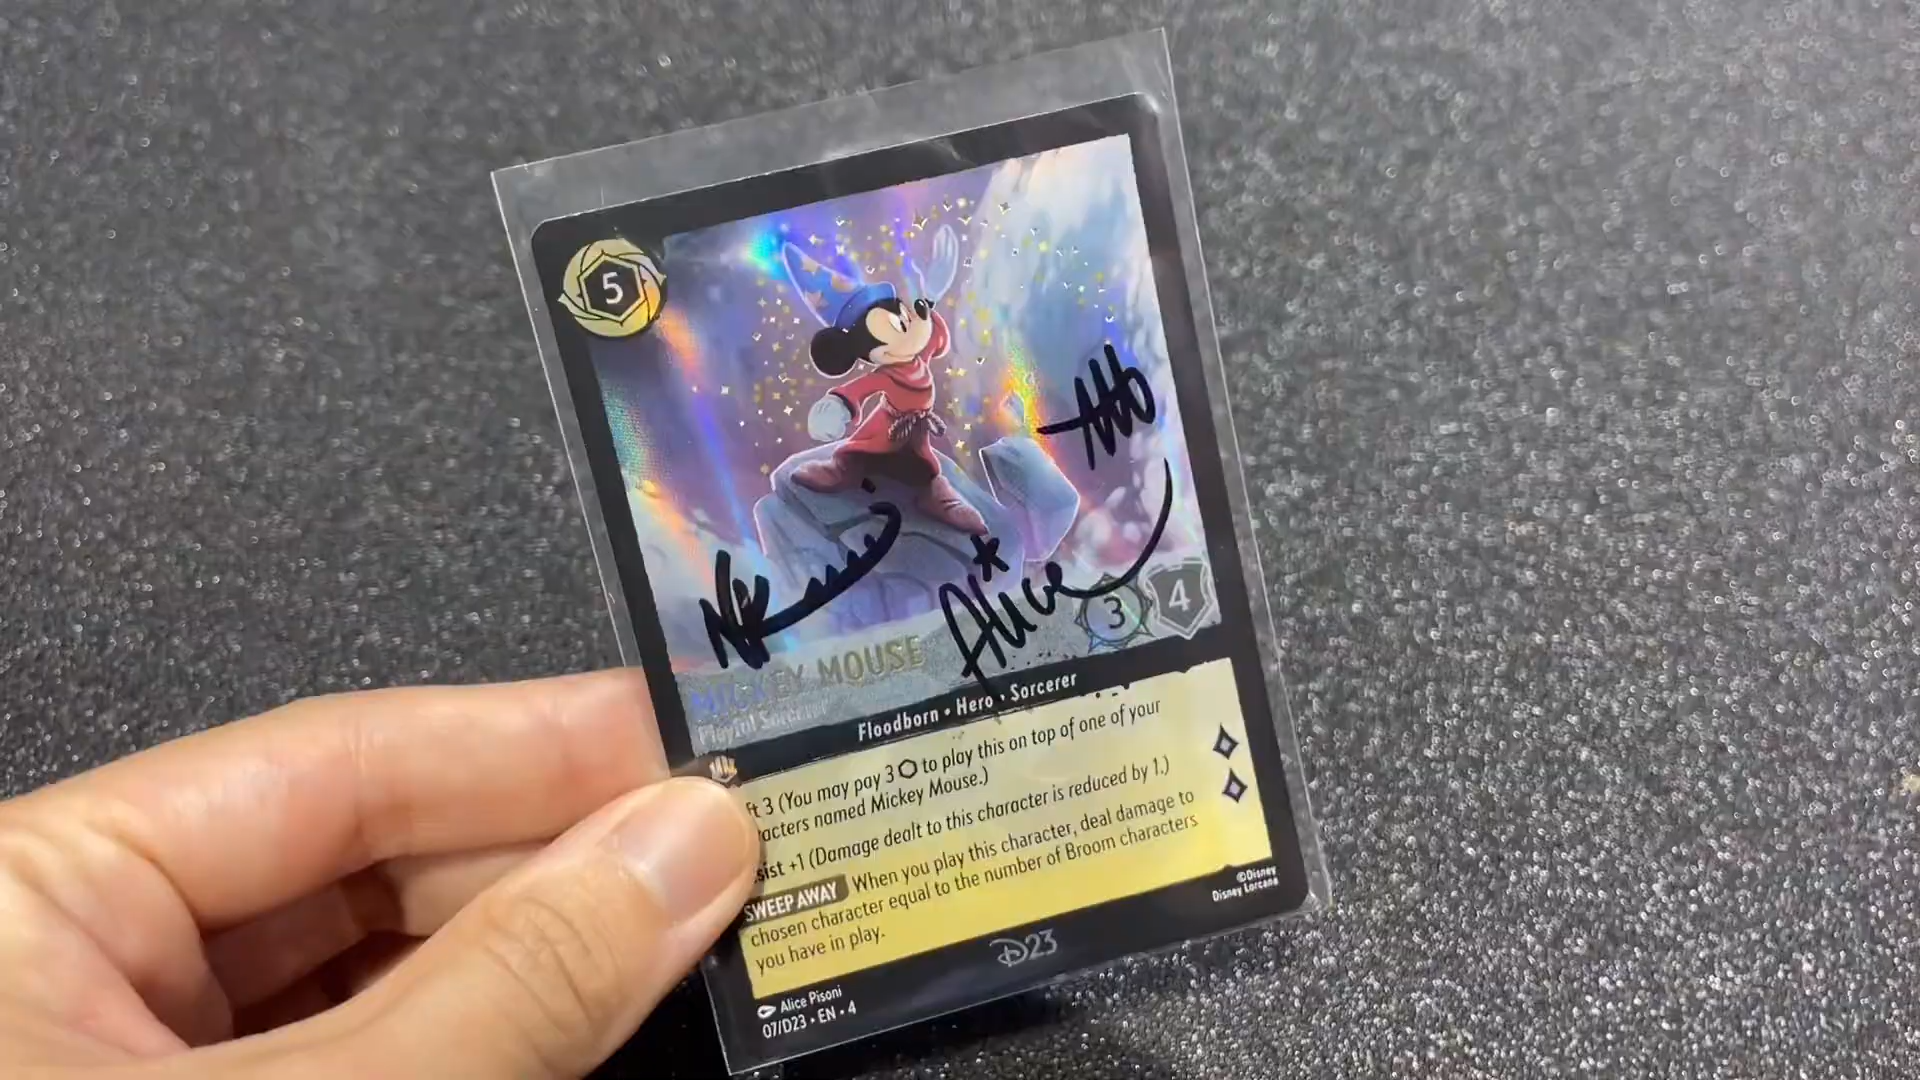 5
Alice
3
4
MICKEY MOUSE
Playful Sorcerer
Floodborn • Hero • Sorcerer
ft 3 (You may pay 3 to play this on top of one of your
racters named Mickey Mouse.)
sist +1 (Damage dealt to this character is reduced by 1.)
SWEEP AWAY When you play this character, deal damage to
chosen character equal to the number of Broom characters
you have in play.
©Disney
Disney Lorcana
D23
Alice Pisoni
07/D23 • EN • 4